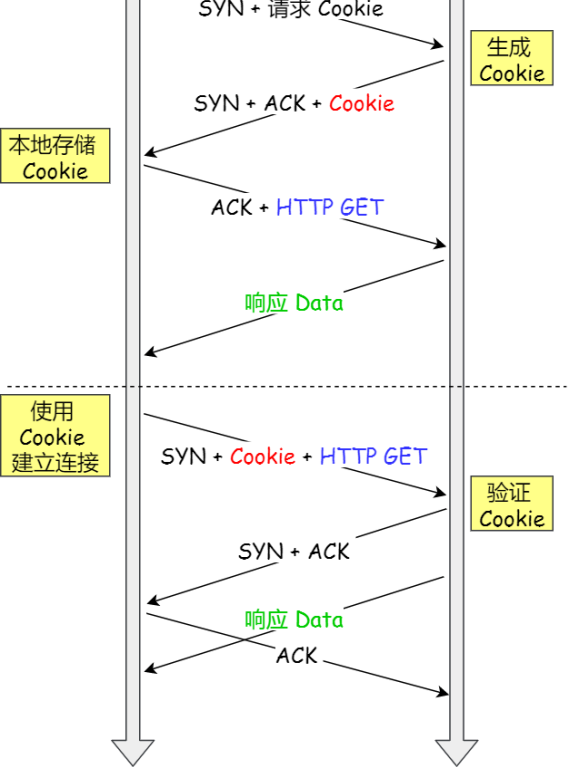 SYN + 请求 Cookie
生成
Cookie
SYN + ACK + Cookie
本地存储
Cookie
ACK + HTTP GET
响应 Data
使用
Cookie
建立连接
SYN + Cookie + HTTP GET
验证
Cookie
SYN + ACK
响应 Data
ACK